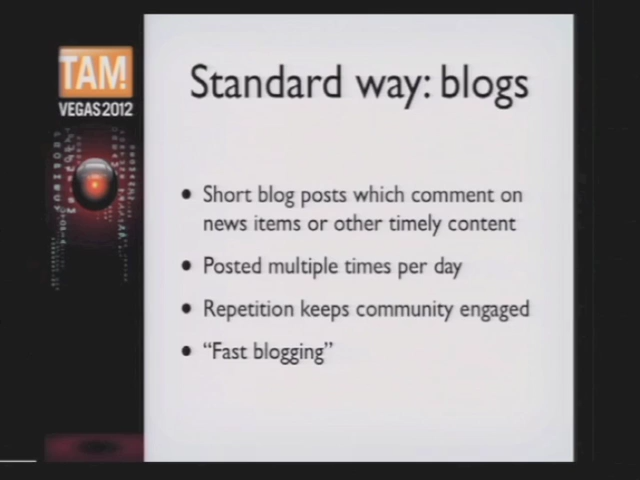 TAM!
VEGAS 2012
Standard way: blogs
• Short blog posts which comment on
news items or other timely content
• Posted multiple times per day
• Repetition keeps community engaged
• “Fast blogging”